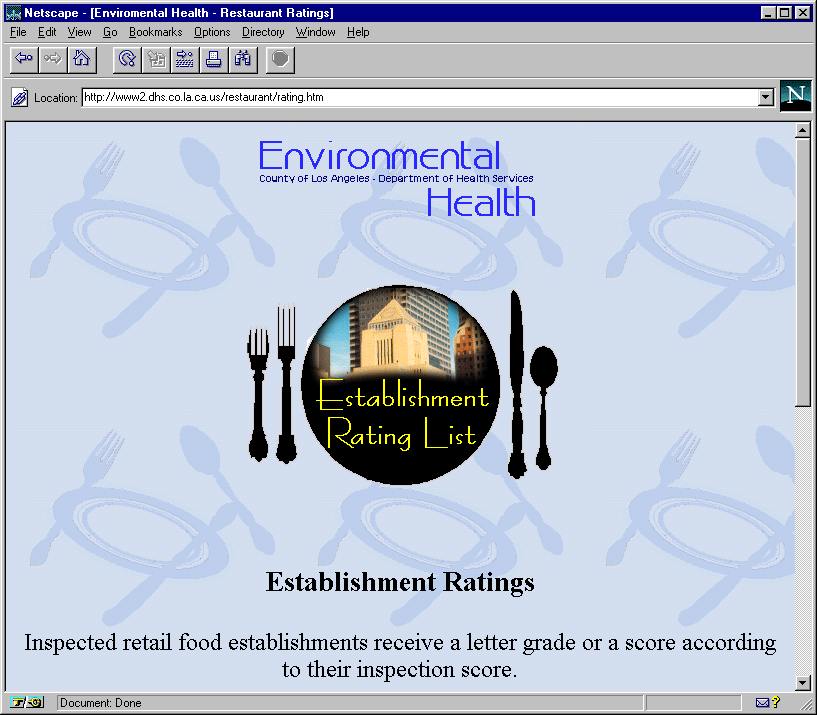 Netscape - [Enviromental Health - Restaurant Ratings]
File Edit View Go Bookmarks Options Directory Window Help
Location: http://www2.dhs.co.la.ca.us/restaurant/rating.htm
N
Environmental
County of Los Angeles - Department of Health Services
Health
Establishment
Rating List
Establishment Ratings
Inspected retail food establishments receive a letter grade or a score according
to their inspection score.
Document: Done